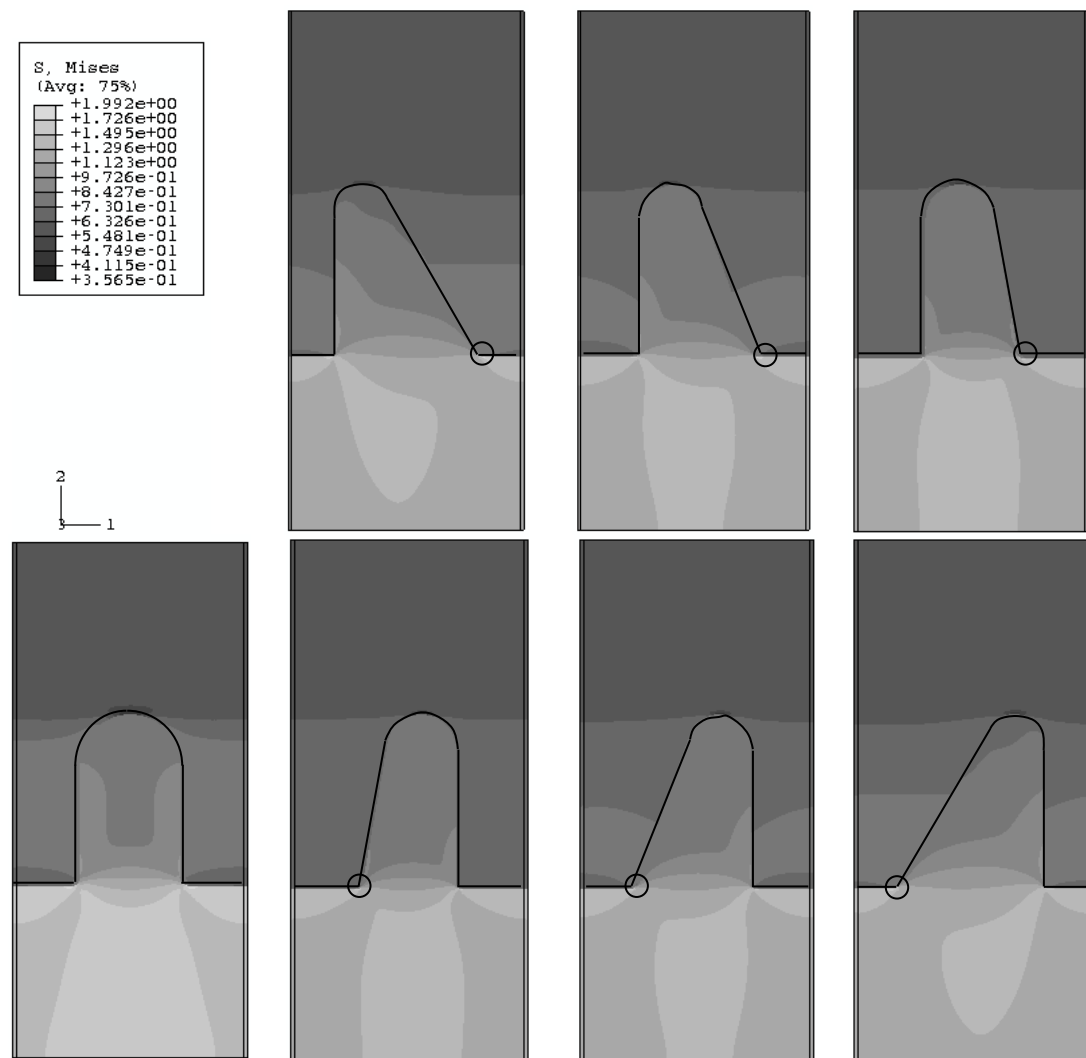 S, Mises
(Avg: 75%)
+1.992e+00
+1.726e+00
+1.495e+00
+1.296e+00
+1.123e+00
+9.726e-01
+8.427e-01
+7.301e-01
+6.326e-01
+5.481e-01
+4.749e-01
+4.115e-01
+3.565e-01
2
3 1